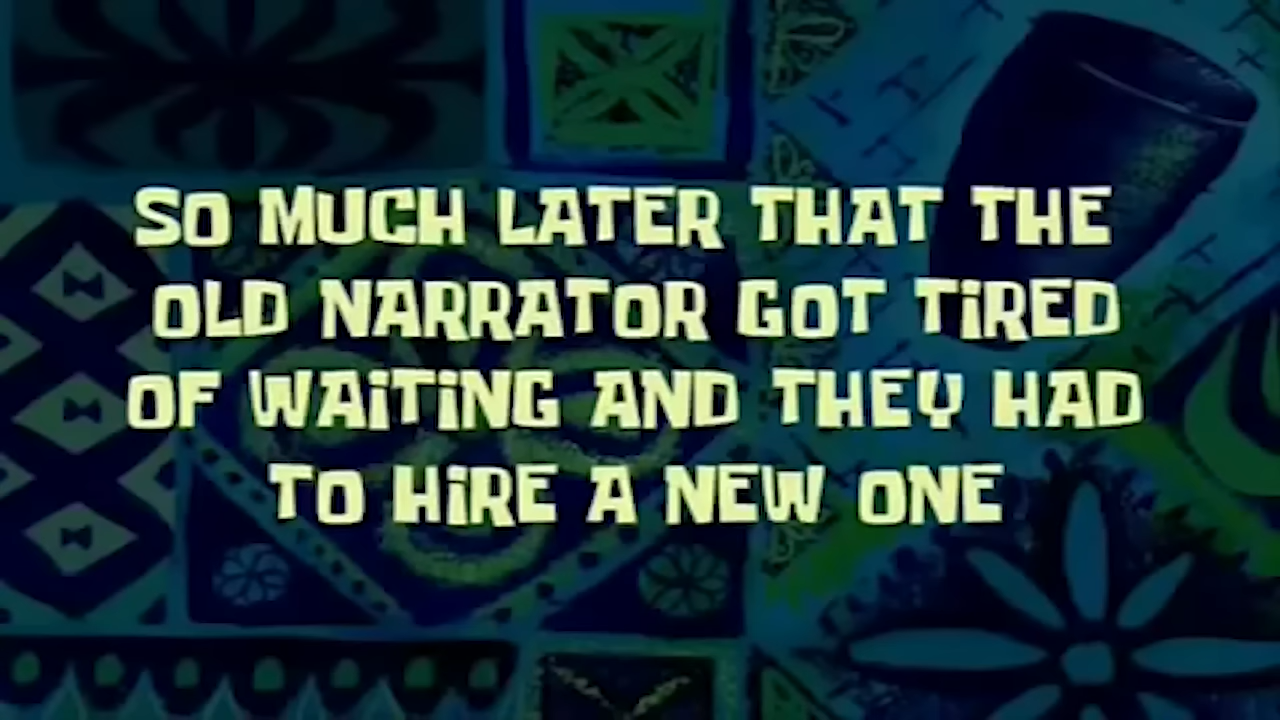 SO MUCH LATER THAT THE
OLD NARRATOR GOT TiRED
OF WAiTiNG AND THEY HAD
TO HiRE A NEW ONE